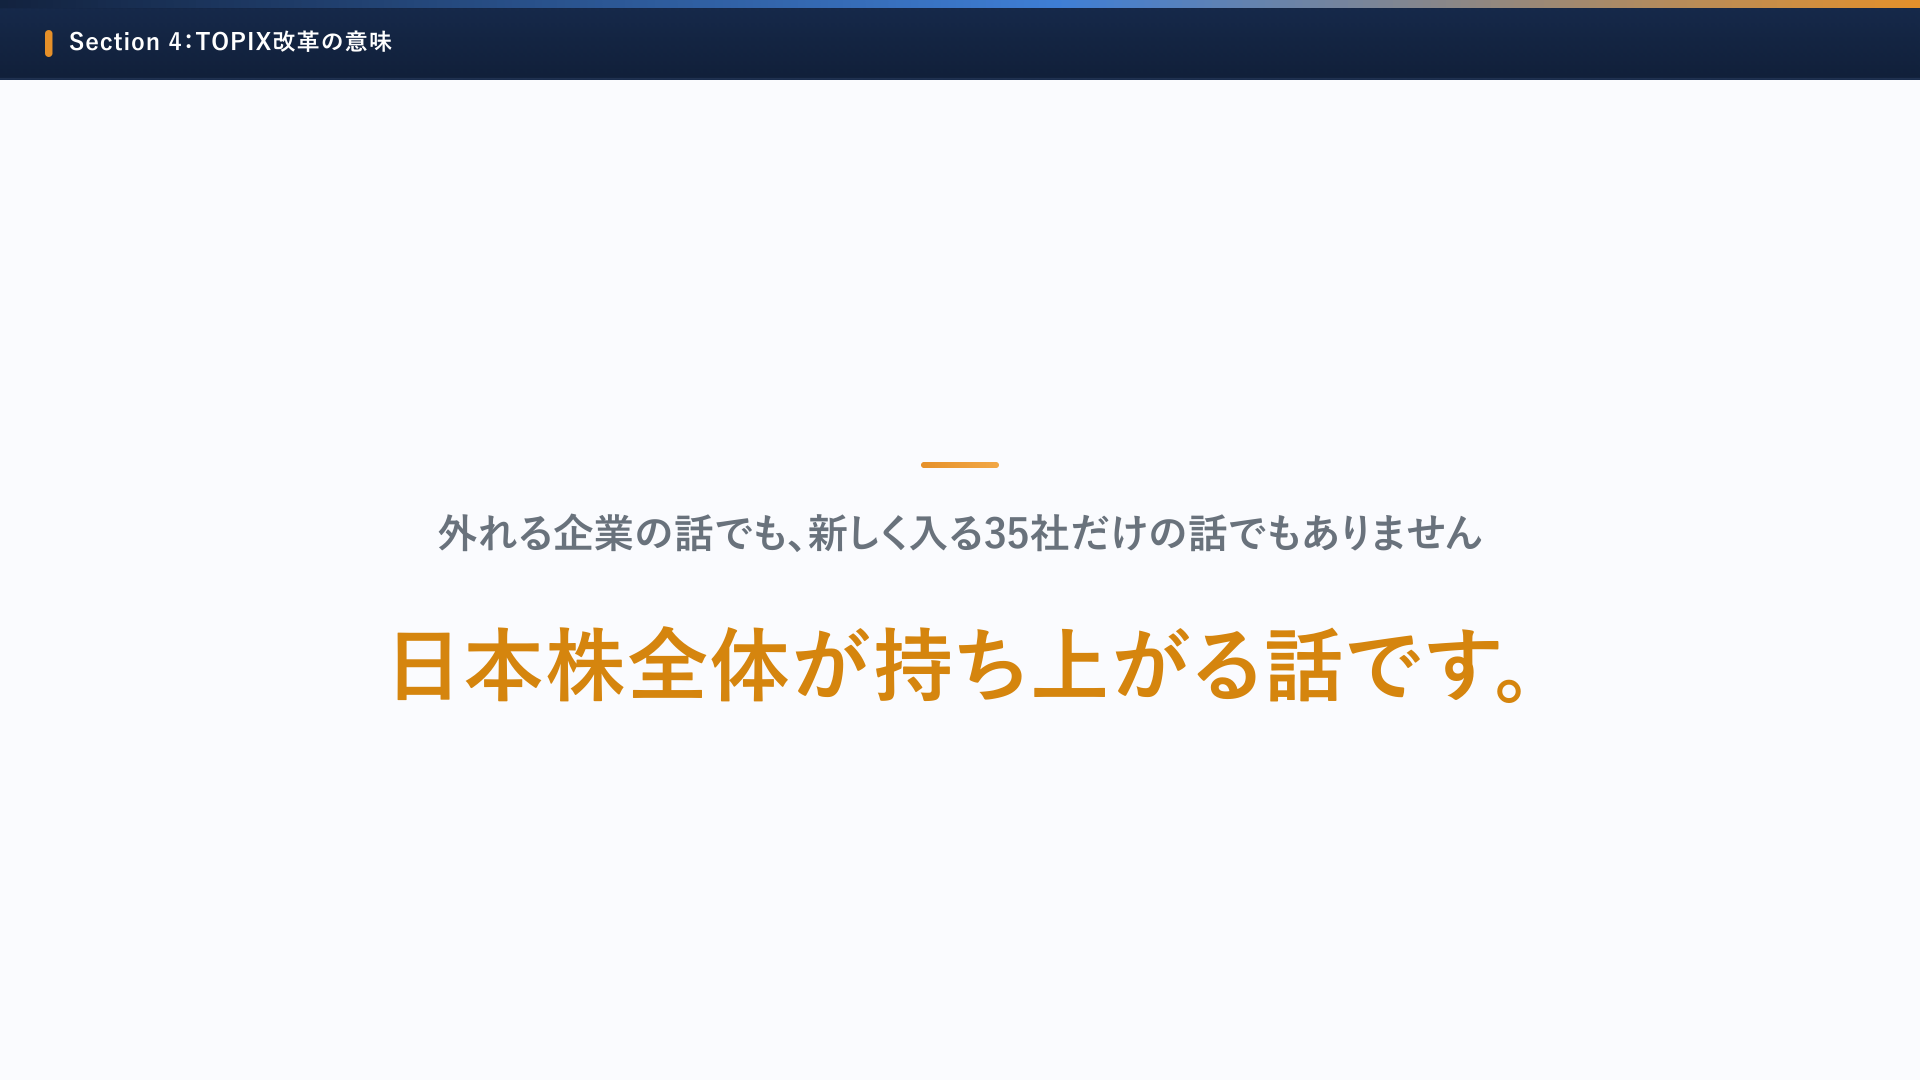 Section 4：TOPIX改革の意味
外れる企業の話でも、新しく入る35社だけの話でもありません
日本株全体が持ち上がる話です。